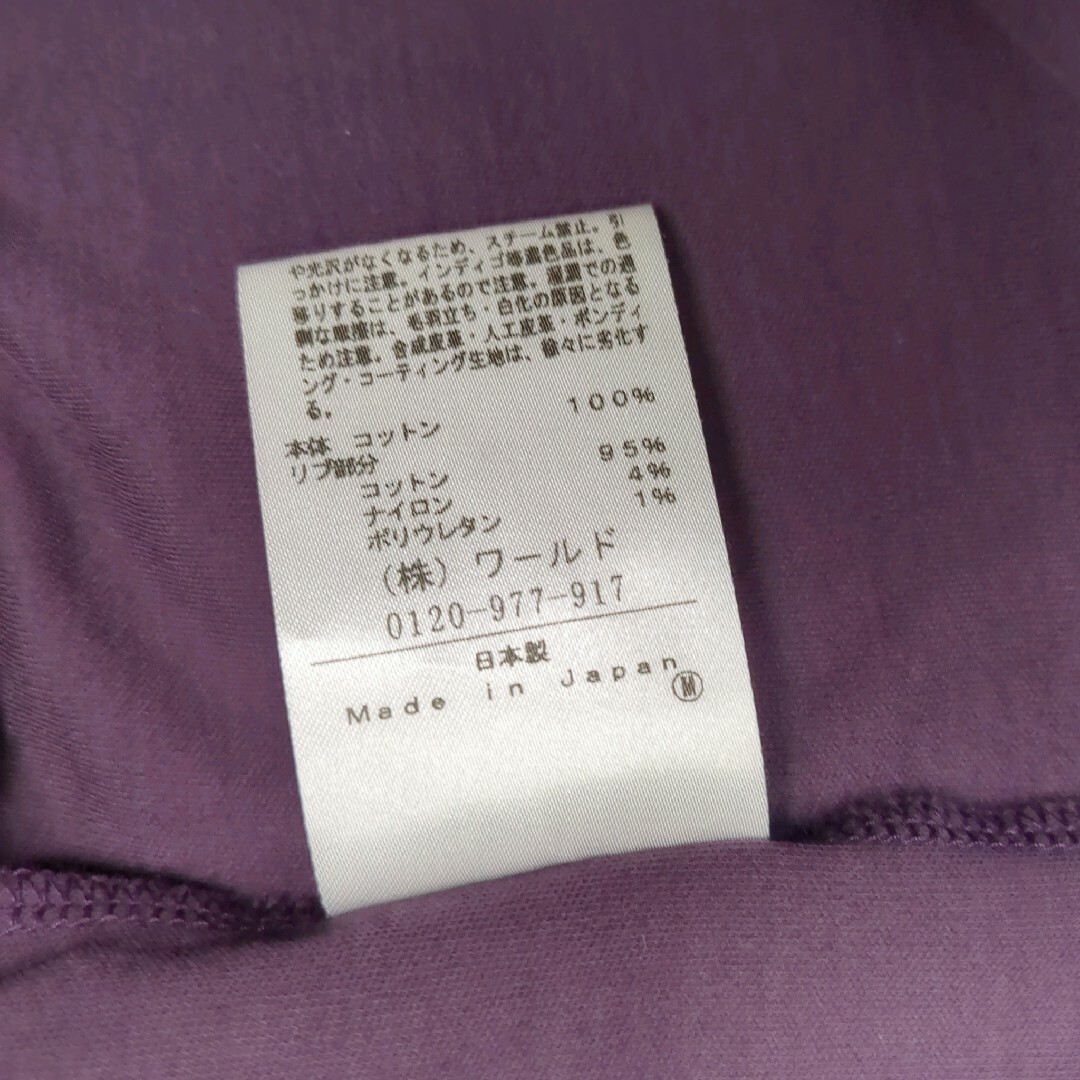 や光沢がなくなるため、スチーム禁止。引
っかけに注意。インディゴ等濃色品は、色
移りすることがあるので注意。湿潤での過
剰な摩擦は、毛羽立ち・白化の原因となる
ため注意。合成皮革・人工皮革・ボンディ
ング・コーティング生地は、徐々に劣化す
る。
本体 コットン 100%
リブ部分
コットン 95%
ナイロン 4%
ポリウレタン 1%
(株) ワールド
0120-977-917
日本製
Made in Japan
Ⓜ